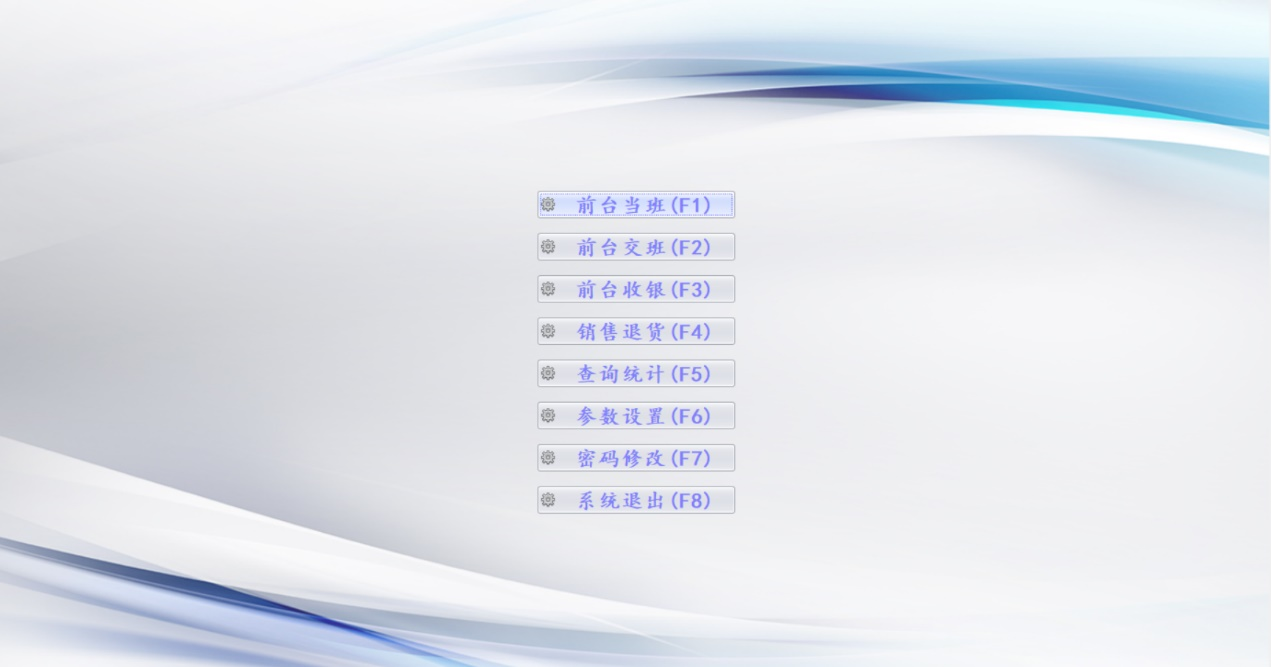 前台当班(F1)
前台交班(F2)
前台收银(F3)
销售退货(F4)
查询统计(F5)
参数设置(F6)
密码修改(F7)
系统退出(F8)